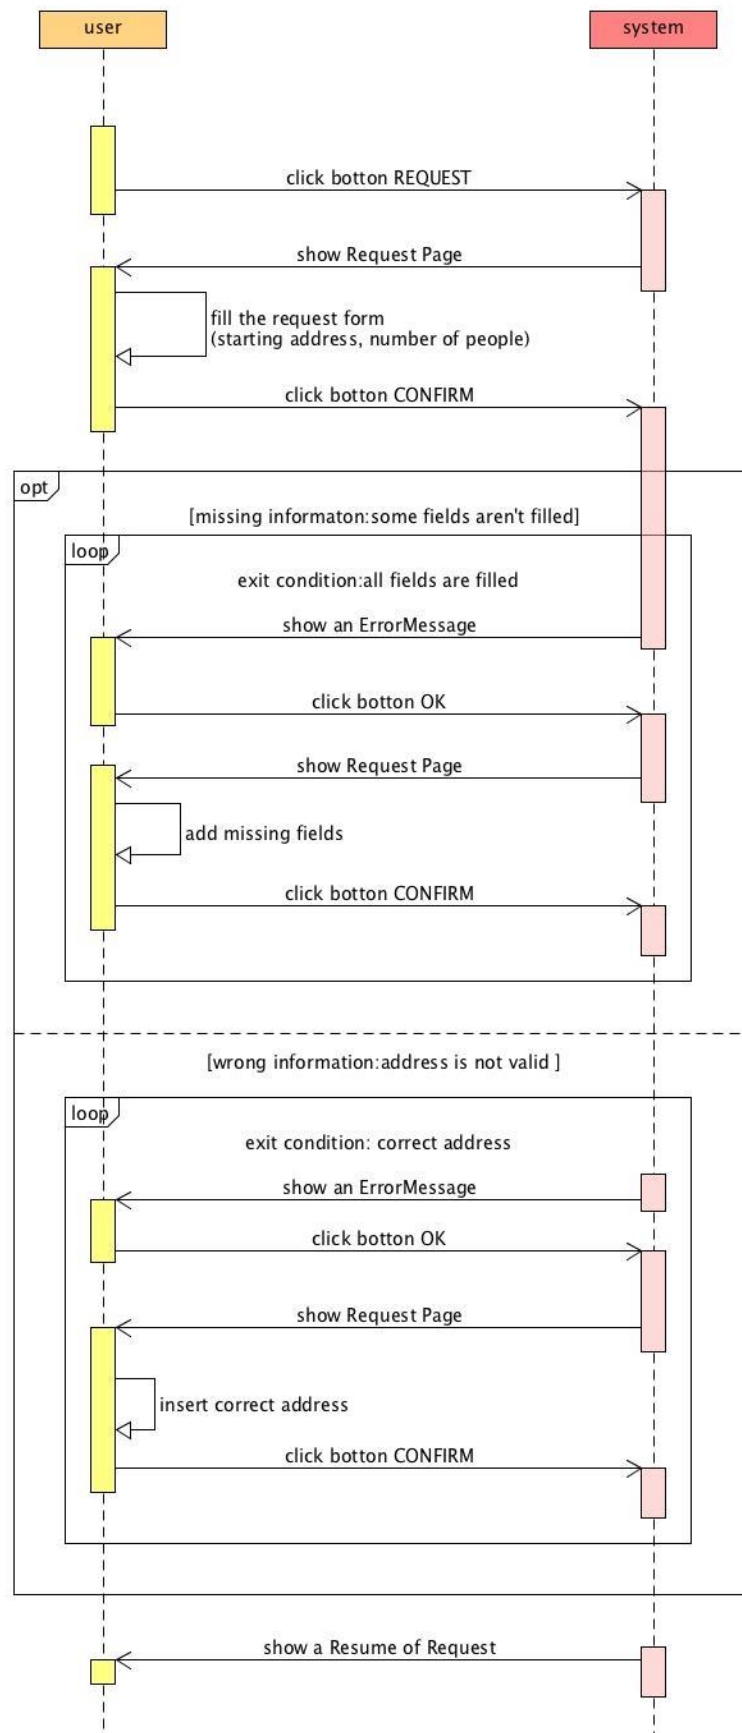 user
system
click botton REQUEST
show Request Page
fill the request form
(starting address, number of people)
click botton CONFIRM
opt
[missing informaton:some fields aren't filled]
loop
exit condition:all fields are filled
show an ErrorMessage
click botton OK
show Request Page
add missing fields
click botton CONFIRM
[wrong information:address is not valid ]
loop
exit condition: correct address
show an ErrorMessage
click botton OK
show Request Page
insert correct address
click botton CONFIRM
show a Resume of Request